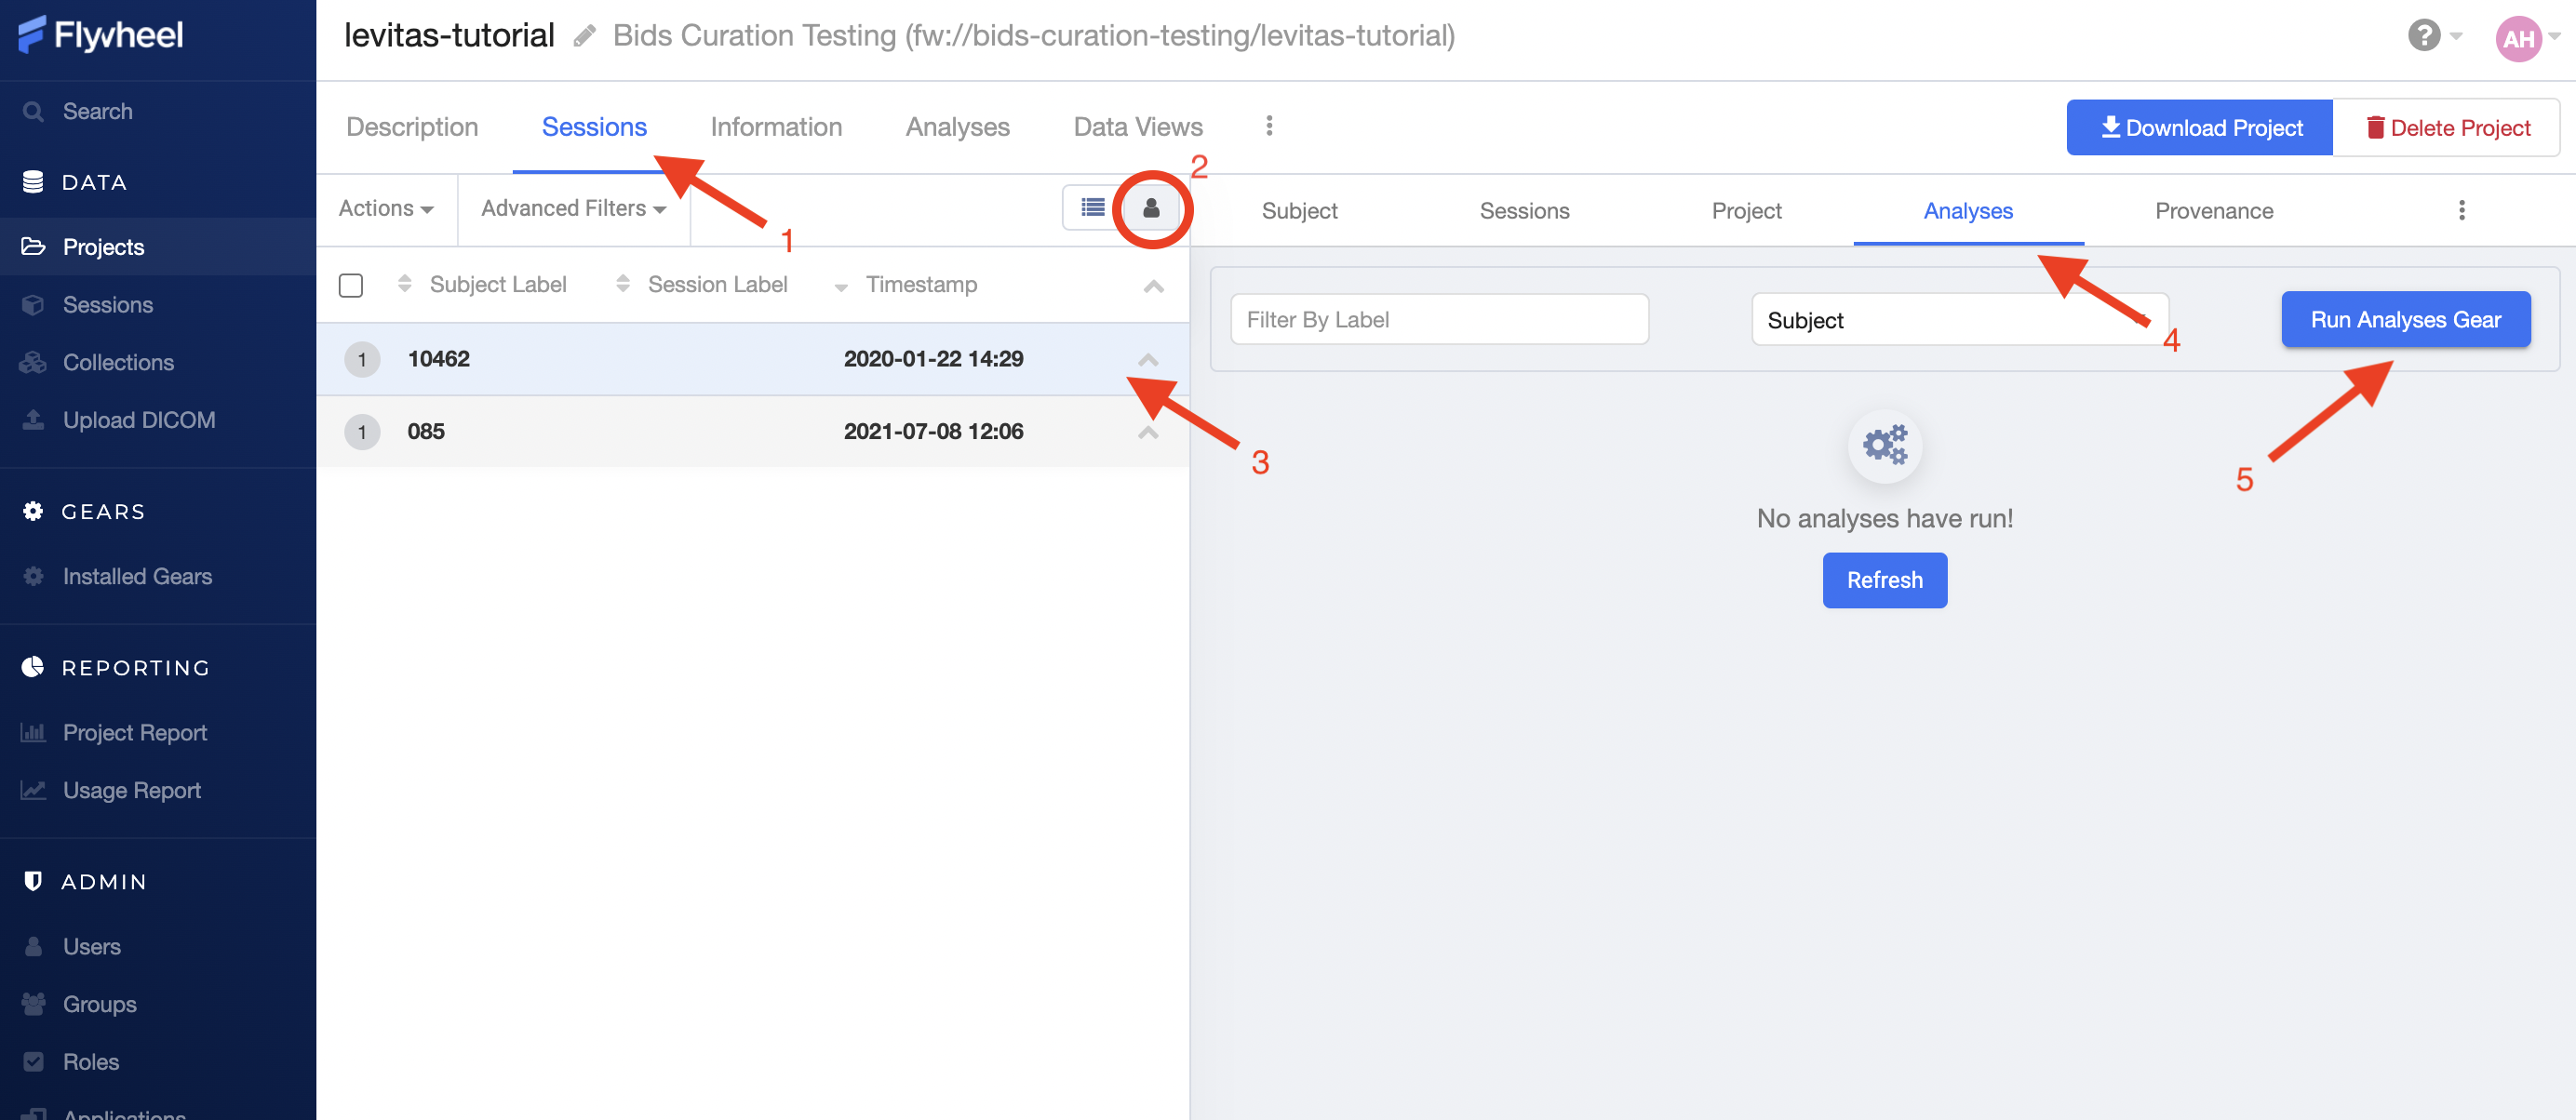 Flywheel
levitas-tutorial Bids Curation Testing (fw://bids-curation-testing/levitas-tutorial)
? AH
Search
DATA
Projects
Sessions
Collections
Upload DICOM
GEARS
Installed Gears
REPORTING
Project Report
Usage Report
ADMIN
Users
Groups
Roles
Applications
Description Sessions Information Analyses Data Views
Download Project Delete Project
1
2
Actions Advanced Filters
Subject Label Session Label Timestamp
1 10462 2020-01-22 14:29
1 085 2021-07-08 12:06
3
Subject Sessions Project Analyses Provenance
Filter By Label Subject Run Analyses Gear
4
5
No analyses have run!
Refresh